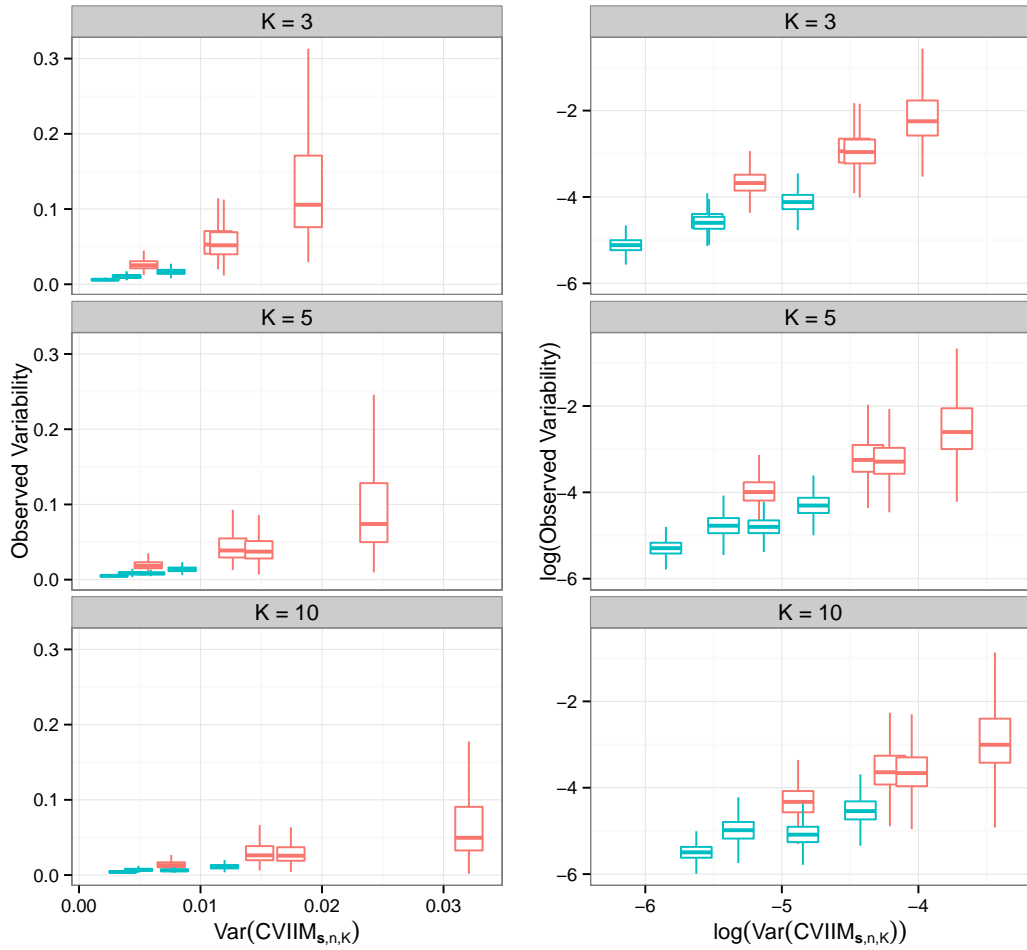 K = 3
0.3
0.2
0.1
0.0
K = 5
0.3
0.2
0.1
0.0
K = 10
0.3
0.2
0.1
0.0
0.00
0.01
0.02
0.03
Observed Variability
Var(CVIIMs,n,K)
K = 3
−2
−4
−6
K = 5
−2
−4
−6
K = 10
−2
−4
−6
−6
−5
−4
log(Observed Variability)
log(Var(CVIIMs,n,K))